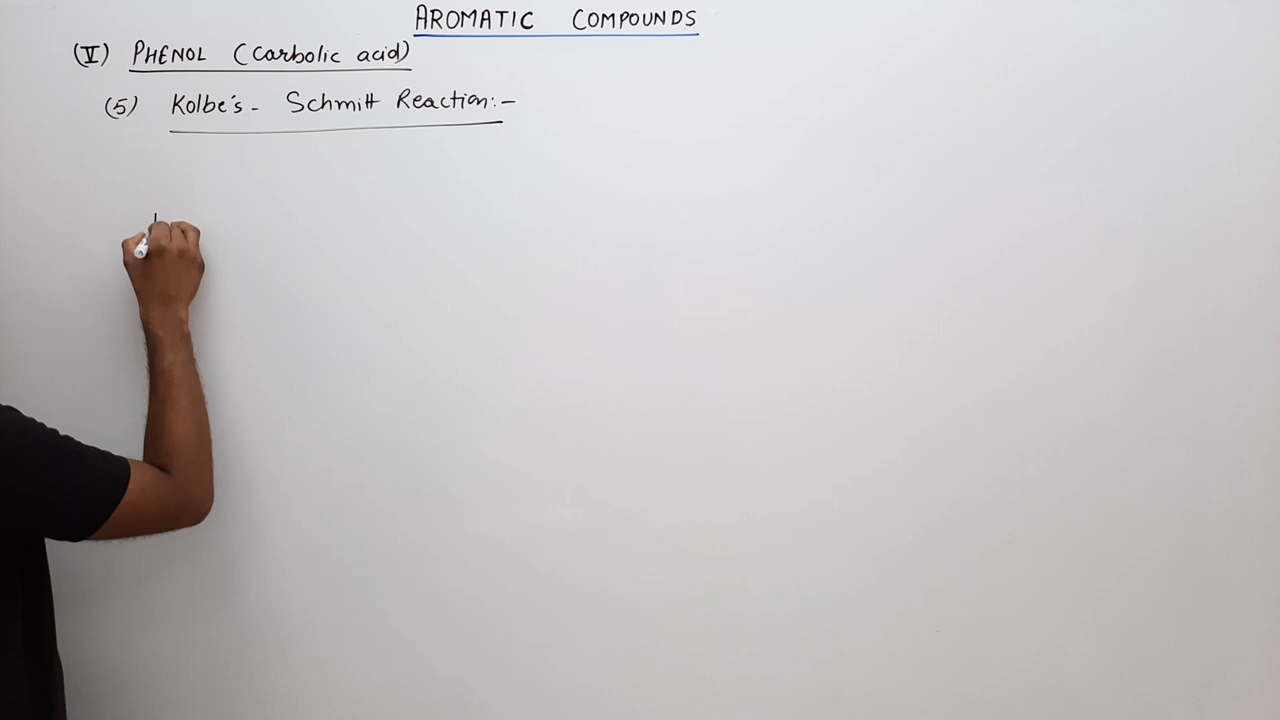 AROMATIC COMPOUNDS
(V) PHENOL (Carbolic acid)
(5) Kolbe's - Schmitt Reaction:-